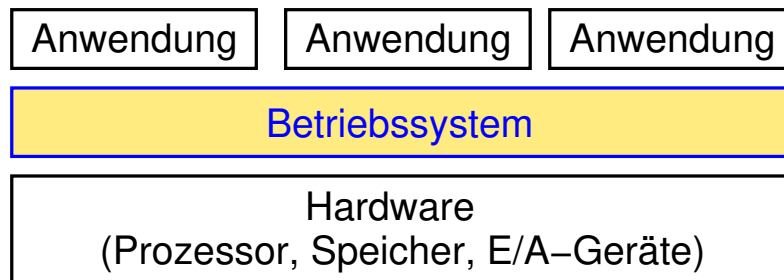 Anwendung Anwendung Anwendung
Betriebssystem
Hardware
(Prozessor, Speicher, E/A−Geräte)